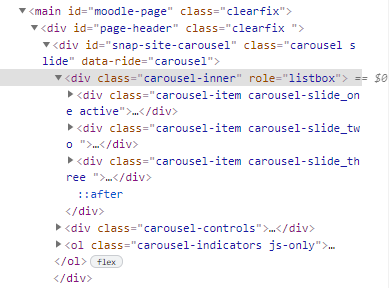 ▼<main id="moodle-page" class="clearfix">
▼<div id="page-header" class="clearfix ">
▼<div id="snap-site-carousel" class="carousel s
lide" data-ride="carousel">
▼<div class="carousel-inner" role="listbox"> == $0
▶<div class="carousel-item carousel-slide_on
e active">…</div>
▶<div class="carousel-item carousel-slide_tw
o ">…</div>
▶<div class="carousel-item carousel-slide_th
ree ">…</div>
::after
</div>
▶<div class="carousel-controls">…</div>
▶<ol class="carousel-indicators js-only">…
</ol> flex
</div>